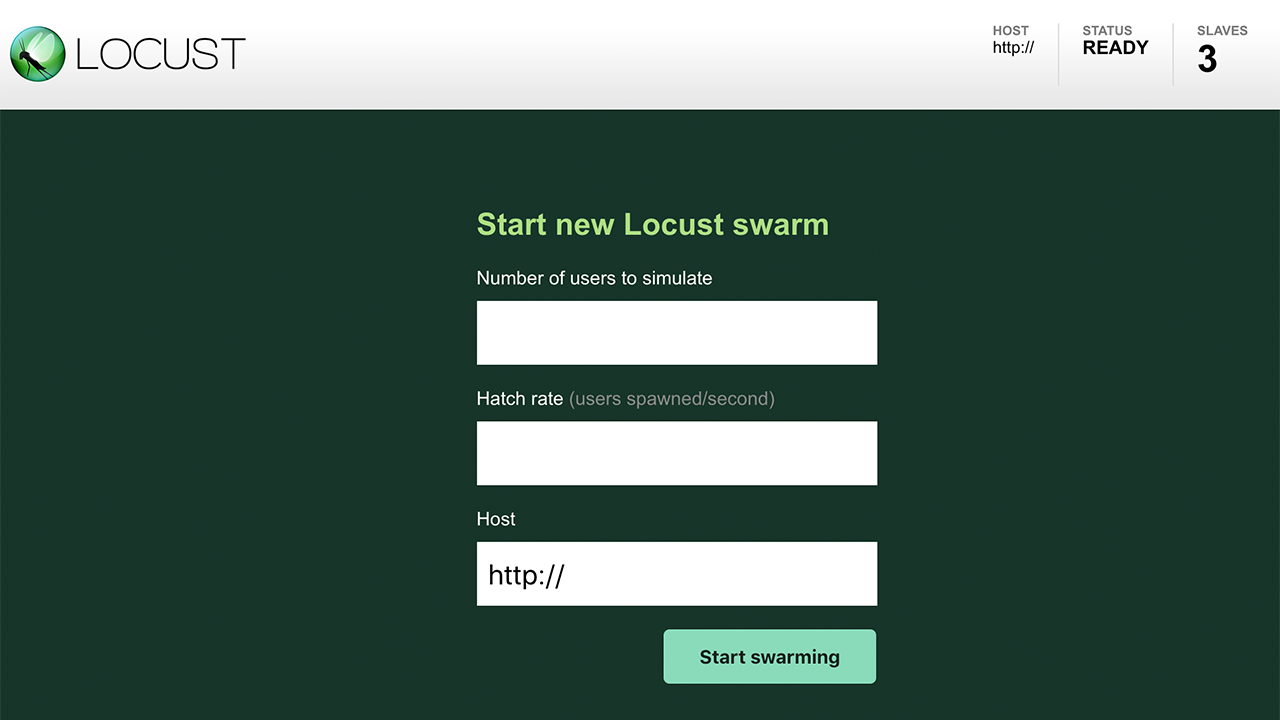 LOCUST
HOST
http://
STATUS
READY
SLAVES
3
Start new Locust swarm
Number of users to simulate
Hatch rate (users spawned/second)
Host
http://
Start swarming